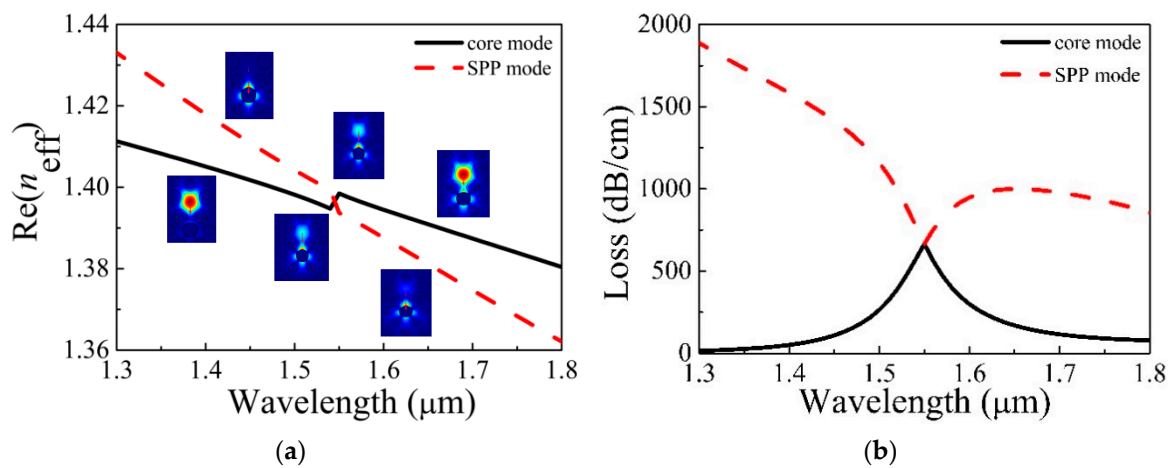 1.44
1.42
1.40
1.38
1.36
Re(n eff)
core mode
SPP mode
1.3 1.4 1.5 1.6 1.7 1.8
Wavelength (μm)
(a)
2000
1500
1000
500
0
Loss (dB/cm)
core mode
SPP mode
1.3 1.4 1.5 1.6 1.7 1.8
Wavelength (μm)
(b)